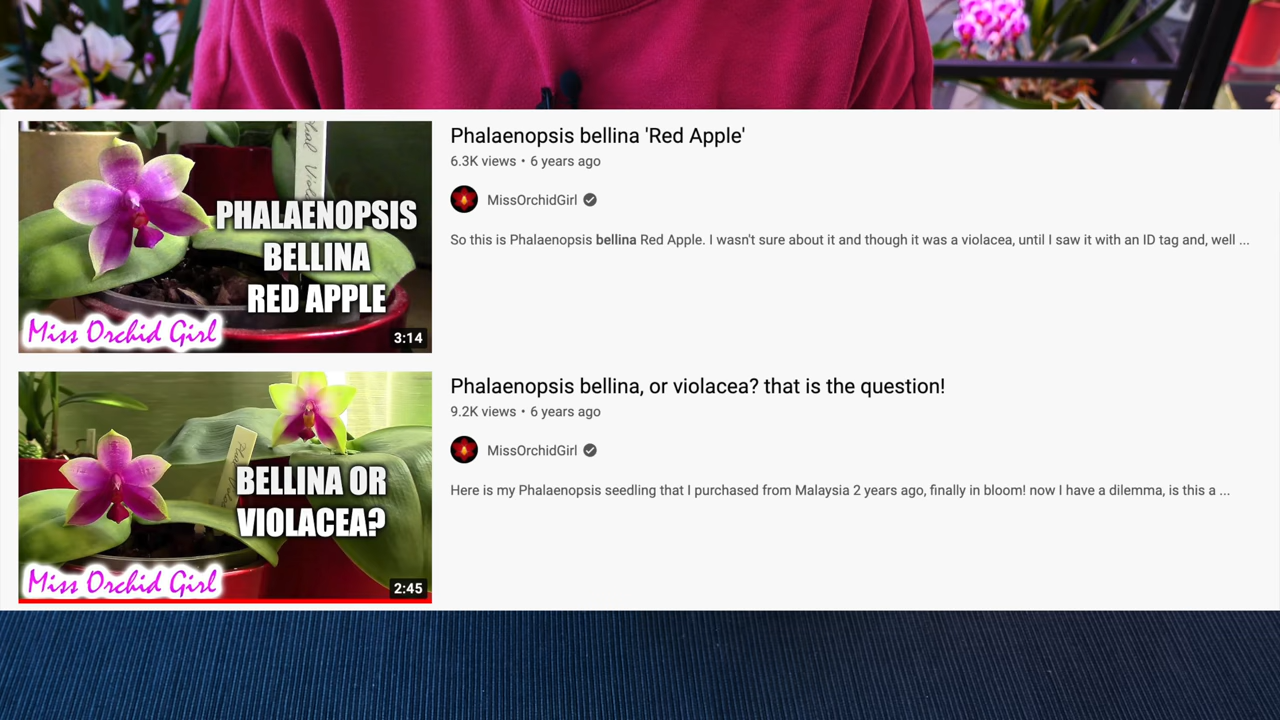 Phalaenopsis bellina 'Red Apple'
6.3K views • 6 years ago
MissOrchidGirl
So this is Phalaenopsis bellina Red Apple. I wasn't sure about it and though it was a violacea, until I saw it with an ID tag and, well ...
PHALAENOPSIS
BELLINA
RED APPLE
Miss Orchid Girl
3:14
Phalaenopsis bellina, or violacea? that is the question!
9.2K views • 6 years ago
MissOrchidGirl
Here is my Phalaenopsis seedling that I purchased from Malaysia 2 years ago, finally in bloom! now I have a dilemma, is this a ...
BELLINA OR
VIOLACEA?
Miss Orchid Girl
2:45